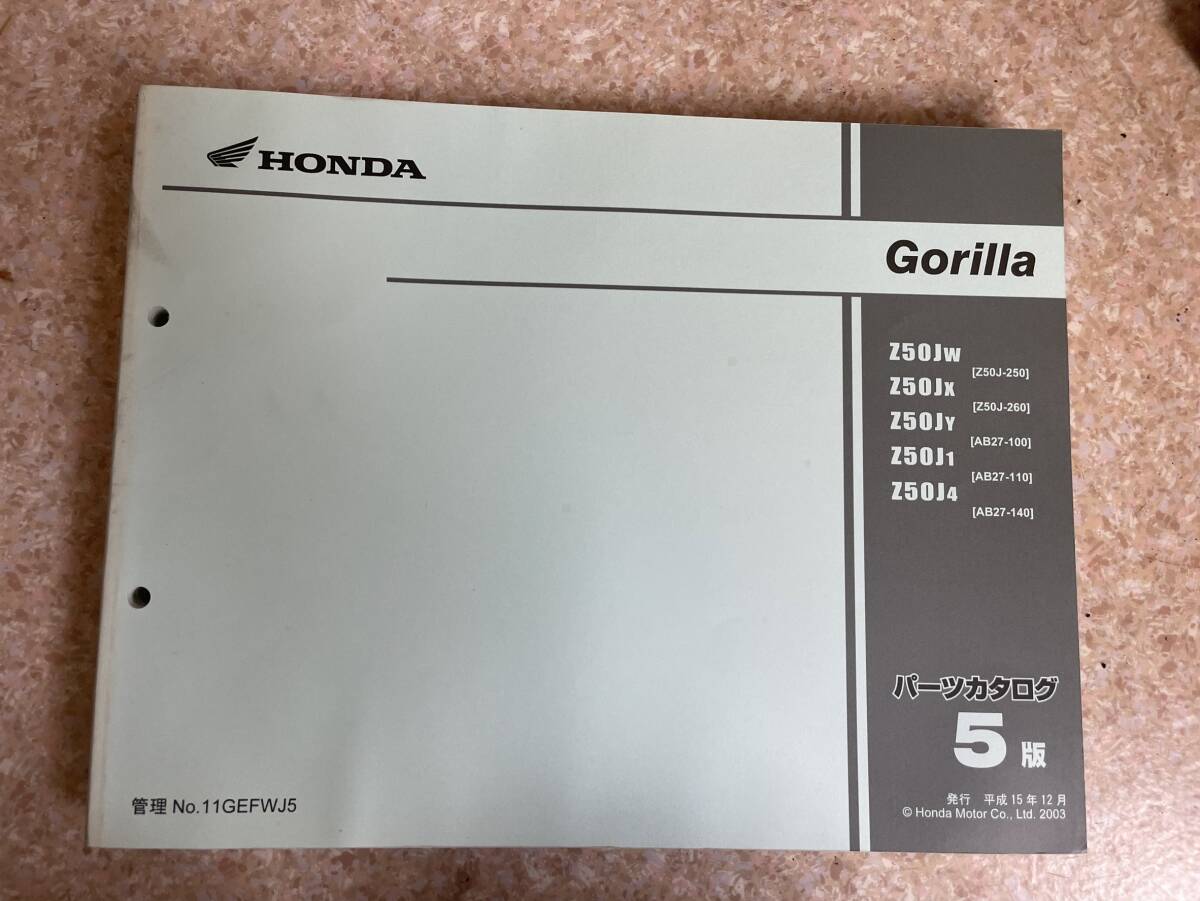 HONDA
Gorilla
Z50JW
[Z50J-250]
Z50JX
[Z50J-260]
Z50JY
[AB27-100]
Z50J1
[AB27-110]
Z50J4
[AB27-140]
パーツカタログ
5版
発行 平成15年12月
© Honda Motor Co., Ltd. 2003
管理 No.11GEFWJ5